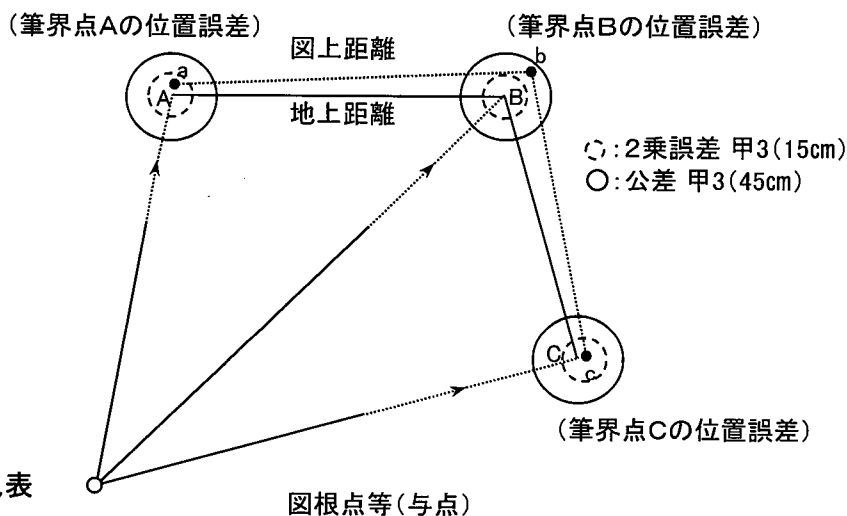 (筆界点Aの位置誤差)
(筆界点Bの位置誤差)
図上距離
a
b
A
B
地上距離
:2乗誤差 甲3(15㎝)
:公差 甲3(45㎝)
C
c
(筆界点Cの位置誤差)
表
図根点等(与点)